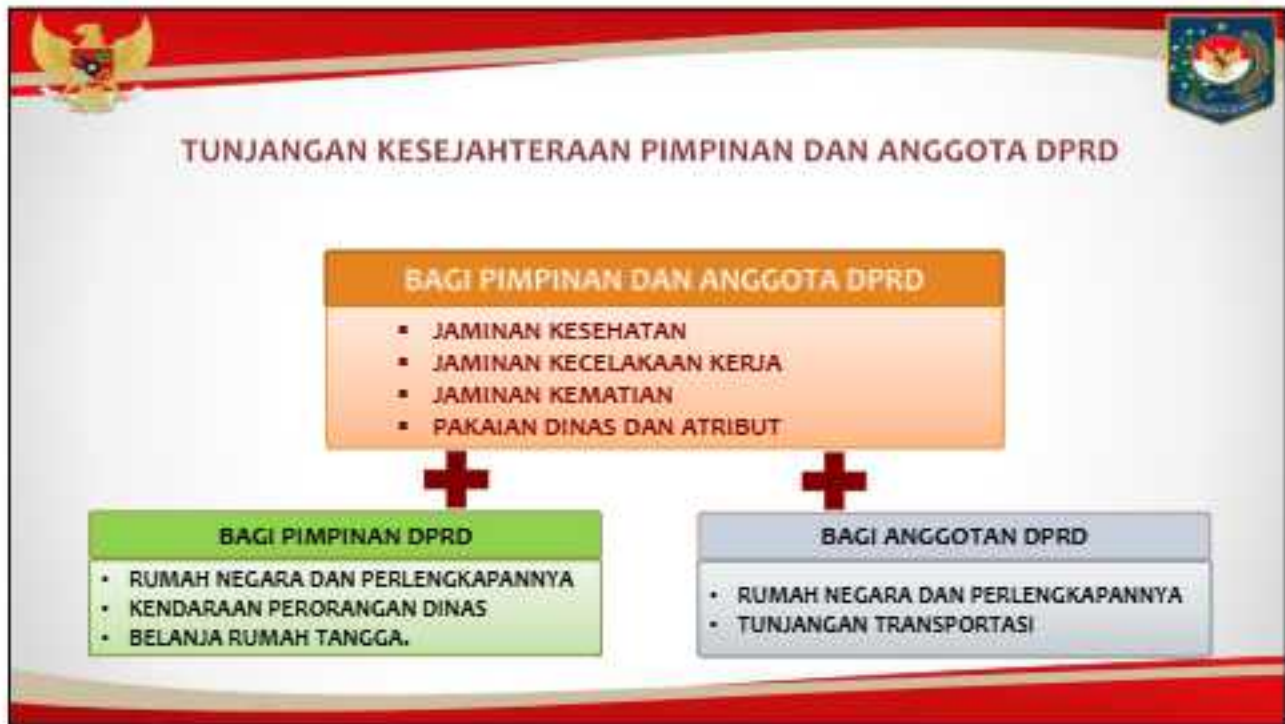 TUNJANGAN KESEJAHTERAAN PIMPINAN DAN ANGGOTA DPRD
BAGI PIMPINAN DAN ANGGOTA DPRD
▪ JAMINAN KESEHATAN
▪ JAMINAN KECELAKAAN KERJA
▪ JAMINAN KEMATIAN
▪ PAKAIAN DINAS DAN ATRIBUT
BAGI PIMPINAN DPRD
• RUMAH NEGARA DAN PERLENGKAPANNYA
• KENDARAAN PERORANGAN DINAS
• BELANJA RUMAH TANGGA.
BAGI ANGGOTAN DPRD
• RUMAH NEGARA DAN PERLENGKAPANNYA
• TUNJANGAN TRANSPORTASI